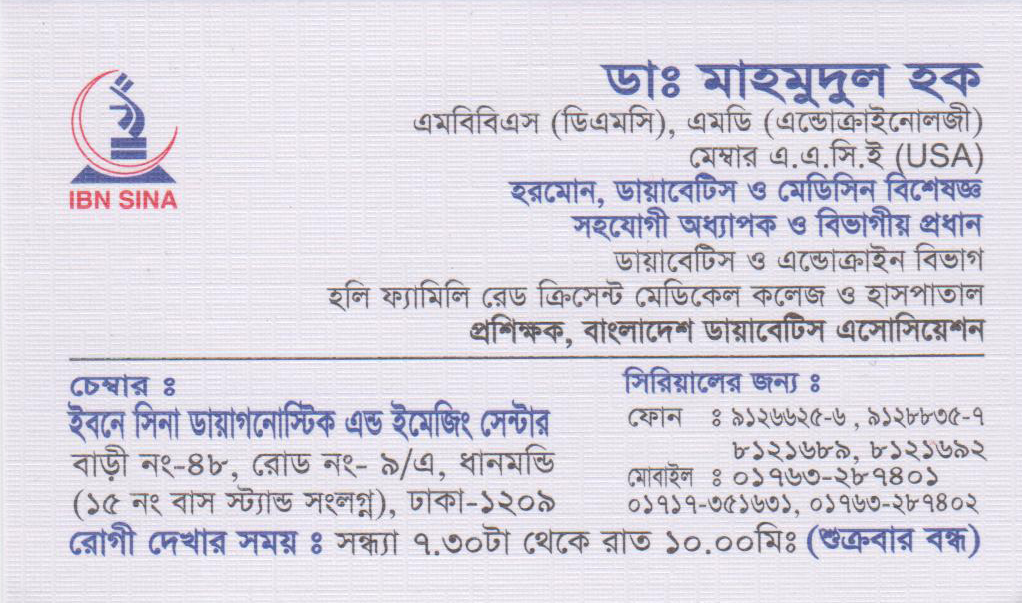 IBN SINA
ডাঃ মাহমুদুল হক
এমবিবিএস (ডিএমসি), এমডি (এন্ডোক্রাইনোলজী)
মেম্বার এ.এ.সি.ই (USA)
হরমোন, ডায়াবেটিস ও মেডিসিন বিশেষজ্ঞ
সহযোগী অধ্যাপক ও বিভাগীয় প্রধান
ডায়াবেটিস ও এন্ডোক্রাইন বিভাগ
হলি ফ্যামিলি রেড ক্রিসেন্ট মেডিকেল কলেজ ও হাসপাতাল
প্রশিক্ষক, বাংলাদেশ ডায়াবেটিস এসোসিয়েশন
চেম্বার ঃ
ইবনে সিনা ডায়াগনোস্টিক এন্ড ইমেজিং সেন্টার
বাড়ী নং-৪৮, রোড নং- ৯/এ, ধানমন্ডি
(১৫ নং বাস স্ট্যান্ড সংলগ্ন), ঢাকা-১২০৯
সিরিয়ালের জন্য ঃ
ফোন ঃ ৯১২৬৬২৫-৬ , ৯১২৮৮৩৫-৭
৮১২১৬৮৯, ৮১২১৬৯২
মোবাইল ঃ ০১৭৬৩-২৮৭৪০১
০১৭১৭-৩৫১৬৩১, ০১৭৬৩-২৮৭৪০২
রোগী দেখার সময় ঃ সন্ধ্যা ৭.৩০টা থেকে রাত ১০.০০মিঃ (শুক্রবার বন্ধ)